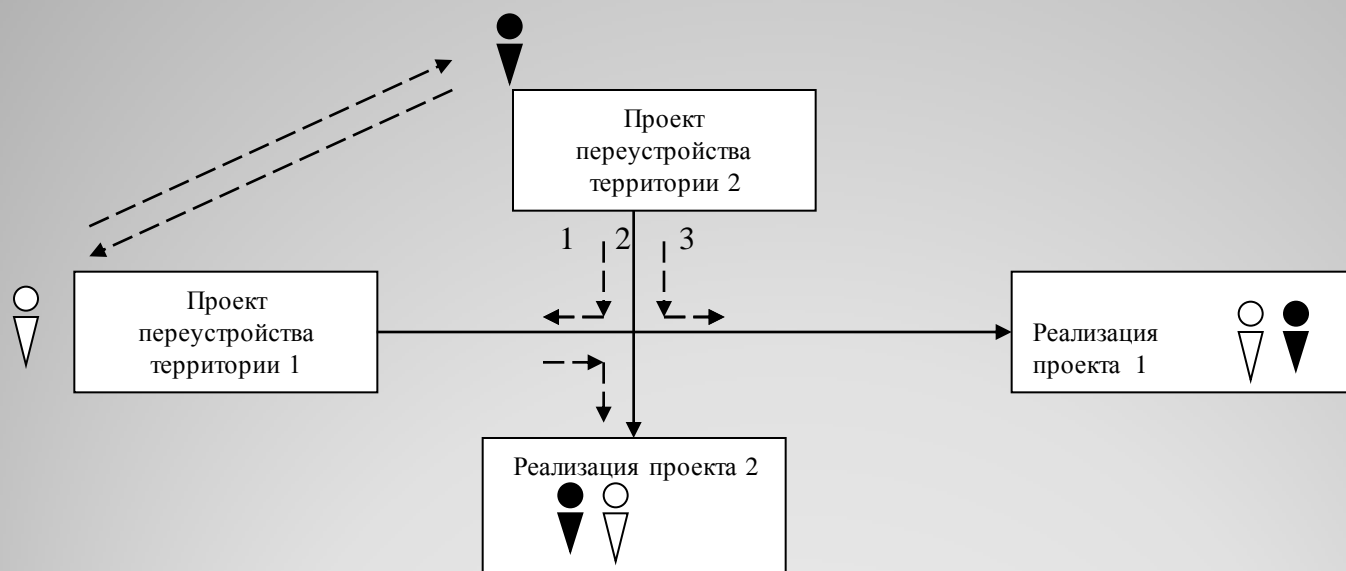 Проект
переустройства
территории 2
1 2 3
Проект
переустройства
территории 1
Реализация
проекта 1
Реализация проекта 2